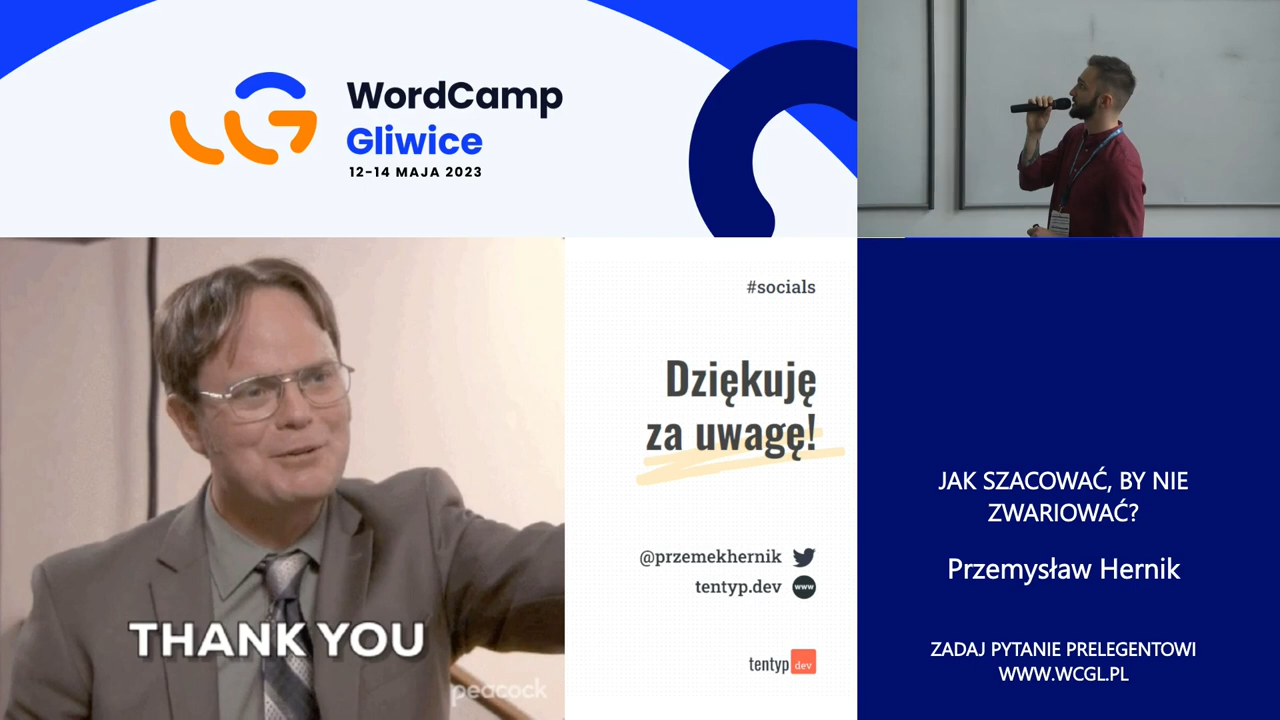 WordCamp
Gliwice
12-14 MAJA 2023
#socials
Dziękuję
za uwagę!
@przemekhernik
www
tentyp.dev
tentyp dev
THANK YOU
peacock
JAK SZACOWAĆ, BY NIE
ZWARIOWAĆ?
Przemysław Hernik
ZADAJ PYTANIE PRELEGENTOWI
WWW.WCGL.PL